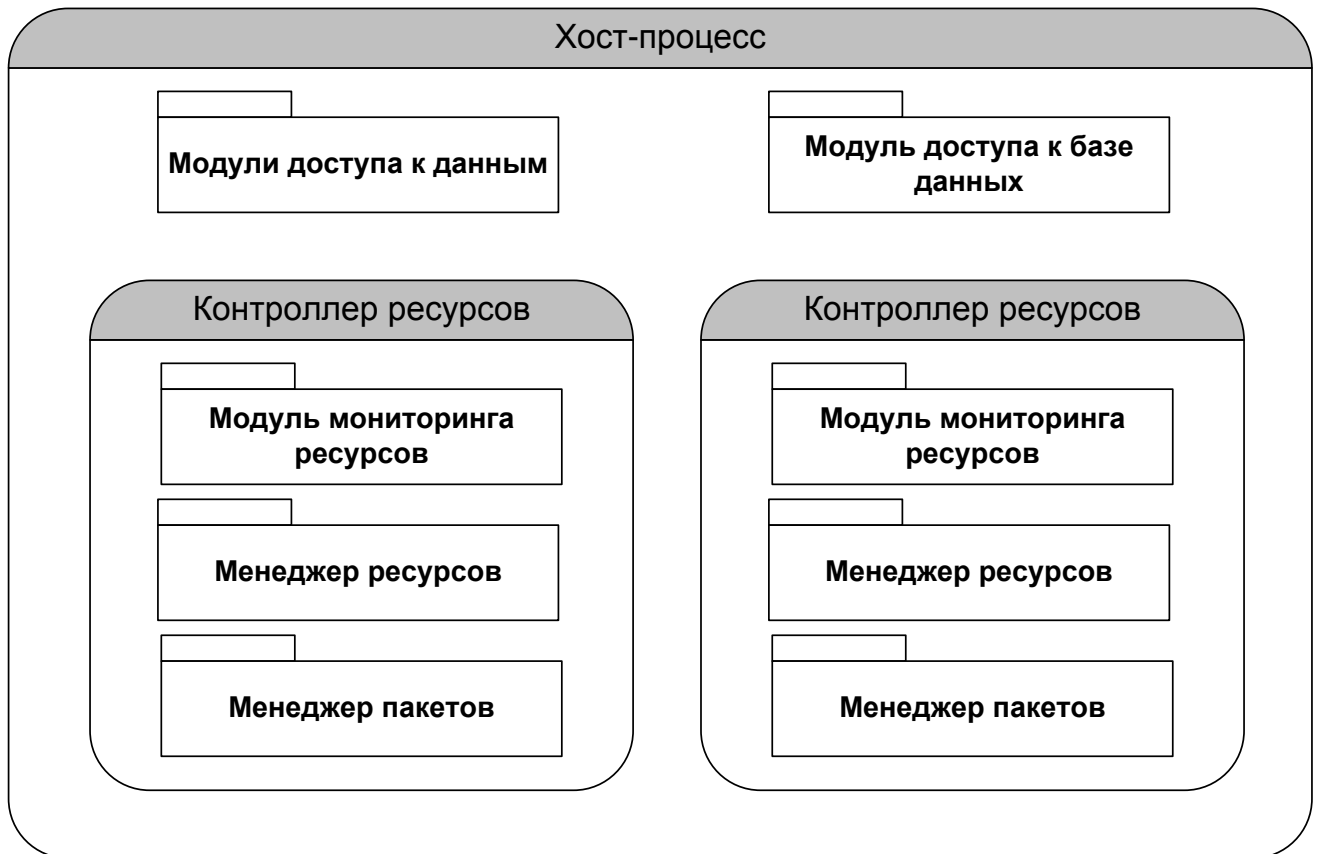 Хост-процесс
Модули доступа к данным
Модуль доступа к базе
данных
Контроллер ресурсов
Модуль мониторинга
ресурсов
Менеджер ресурсов
Менеджер пакетов
Контроллер ресурсов
Модуль мониторинга
ресурсов
Менеджер ресурсов
Менеджер пакетов